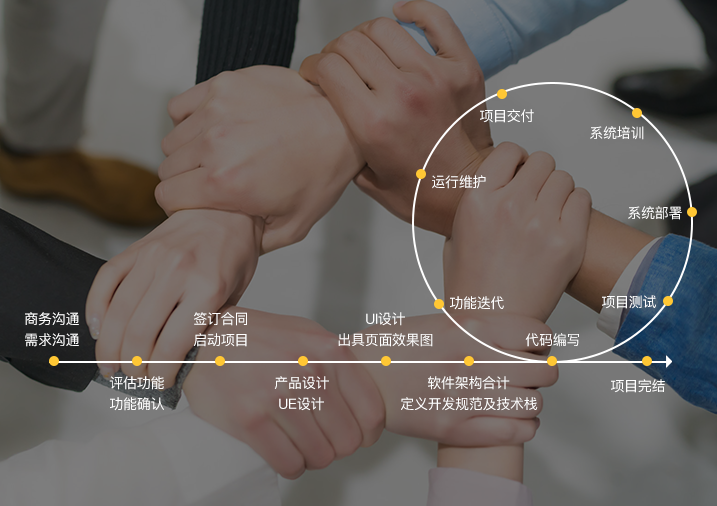 项目交付
系统培训
运行维护
系统部署
功能迭代
项目测试
商务沟通
需求沟通
签订合同
启动项目
UI设计
出具页面效果图
代码编写
评估功能
功能确认
产品设计
UE设计
软件架构合计
定义开发规范及技术栈
项目完结